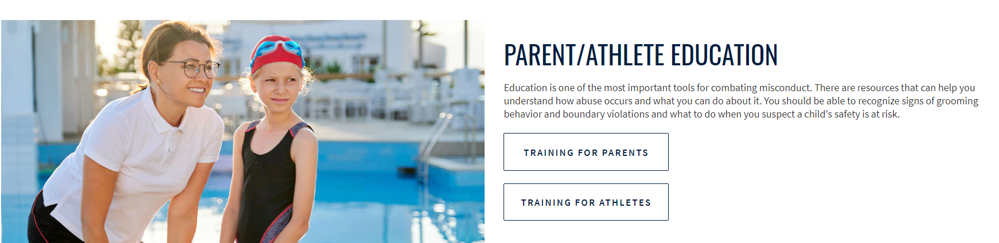 PARENT/ATHLETE EDUCATION
Education is one of the most important tools for combating misconduct. There are resources that can help you
understand how abuse occurs and what you can do about it. You should be able to recognize signs of grooming
behavior and boundary violations and what to do when you suspect a child's safety is at risk.
TRAINING FOR PARENTS
TRAINING FOR ATHLETES